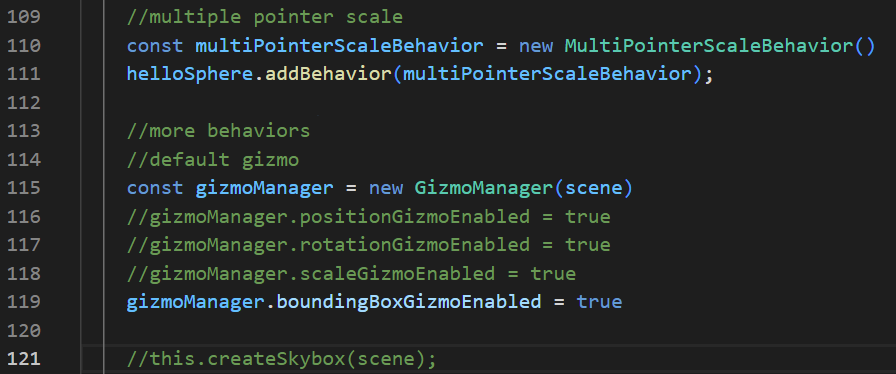 109 //multiple pointer scale
110 const multiPointerScaleBehavior = new MultiPointerScaleBehavior()
111 helloSphere.addBehavior(multiPointerScaleBehavior);
112
113 //more behaviors
114 //default gizmo
115 const gizmoManager = new GizmoManager(scene)
116 //gizmoManager.positionGizmoEnabled = true
117 //gizmoManager.rotationGizmoEnabled = true
118 //gizmoManager.scaleGizmoEnabled = true
119 gizmoManager.boundingBoxGizmoEnabled = true
120
121 //this.createSkybox(scene);